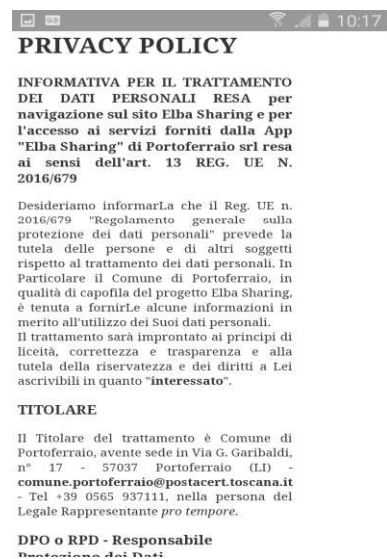 10:17
PRIVACY POLICY
INFORMATIVA PER IL TRATTAMENTO
DEI DATI PERSONALI RESA per
navigazione sul sito Elba Sharing e per
l'accesso ai servizi forniti dalla App
"Elba Sharing" di Portoferraio srl resa
ai sensi dell'art. 13 REG. UE N.
2016/679
Desideriamo informarLa che il Reg. UE n.
2016/679 "Regolamento generale sulla
protezione dei dati personali" prevede la
tutela delle persone e di altri soggetti
rispetto al trattamento dei dati personali. In
Particolare il Comune di Portoferraio, in
qualità di capofila del progetto Elba Sharing,
è tenuta a fornirLe alcune informazioni in
merito all'utilizzo dei Suoi dati personali.
Il trattamento sarà improntato ai principi di
liceità, correttezza e trasparenza e alla
tutela della riservatezza e dei diritti a Lei
ascrivibili in quanto "interessato".
TITOLARE
Il Titolare del trattamento è Comune di
Portoferraio, avente sede in Via G. Garibaldi,
n° 17 - 57037 Portoferraio (LI) -
comune.portoferraio@postacert.toscana.it
- Tel +39 0565 937111, nella persona del
Legale Rappresentante pro tempore.
DPO o RPD - Responsabile
Protezione dei Dati